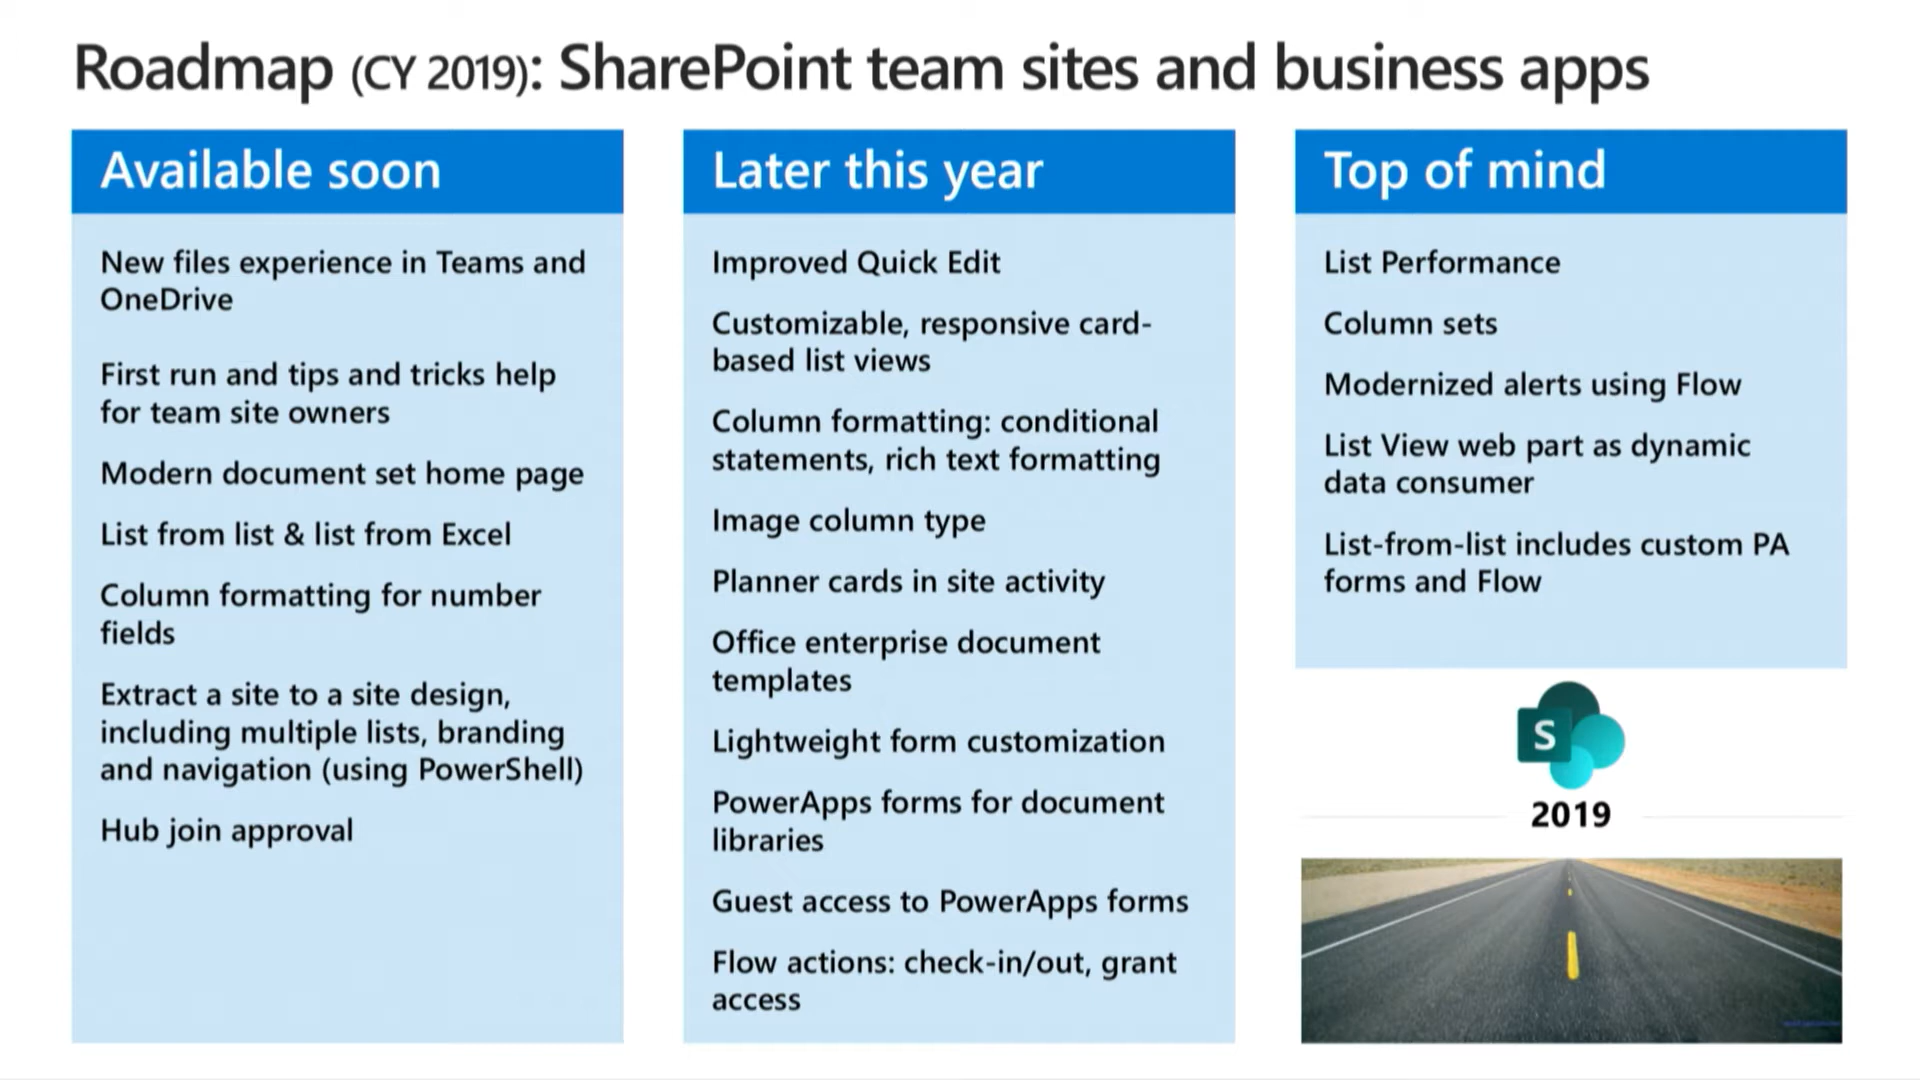 Roadmap (CY 2019): SharePoint team sites and business apps
Available soon
New files experience in Teams and
OneDrive
First run and tips and tricks help
for team site owners
Modern document set home page
List from list & list from Excel
Column formatting for number
fields
Extract a site to a site design,
including multiple lists, branding
and navigation (using PowerShell)
Hub join approval
Later this year
Improved Quick Edit
Customizable, responsive card-
based list views
Column formatting: conditional
statements, rich text formatting
Image column type
Planner cards in site activity
Office enterprise document
templates
Lightweight form customization
PowerApps forms for document
libraries
Guest access to PowerApps forms
Flow actions: check-in/out, grant
access
Top of mind
List Performance
Column sets
Modernized alerts using Flow
List View web part as dynamic
data consumer
List-from-list includes custom PA
forms and Flow
S
2019